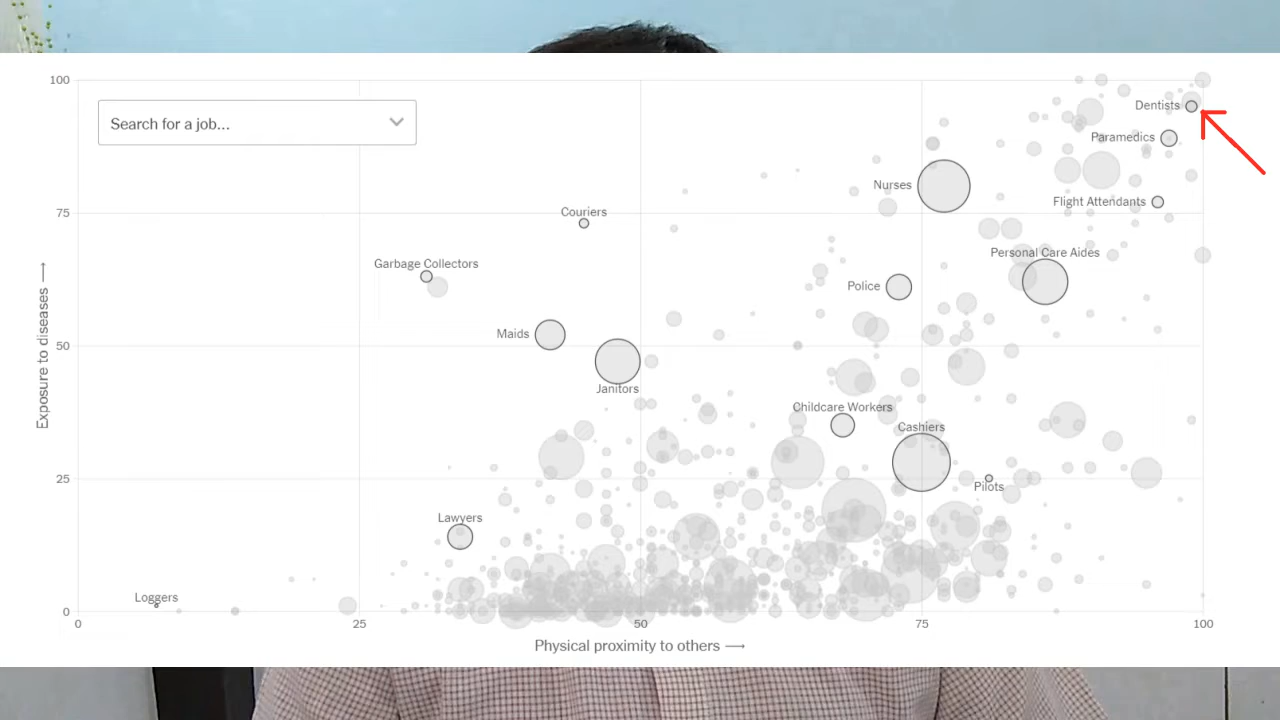 100
Search for a job...
Dentists
Paramedics
Nurses
Flight Attendants
75
Couriers
Personal Care Aides
Garbage Collectors
Police
Maids
50
Janitors
Childcare Workers
Cashiers
25
Pilots
Lawyers
Loggers
0
0
25
50
75
100
Exposure to diseases →
Physical proximity to others →